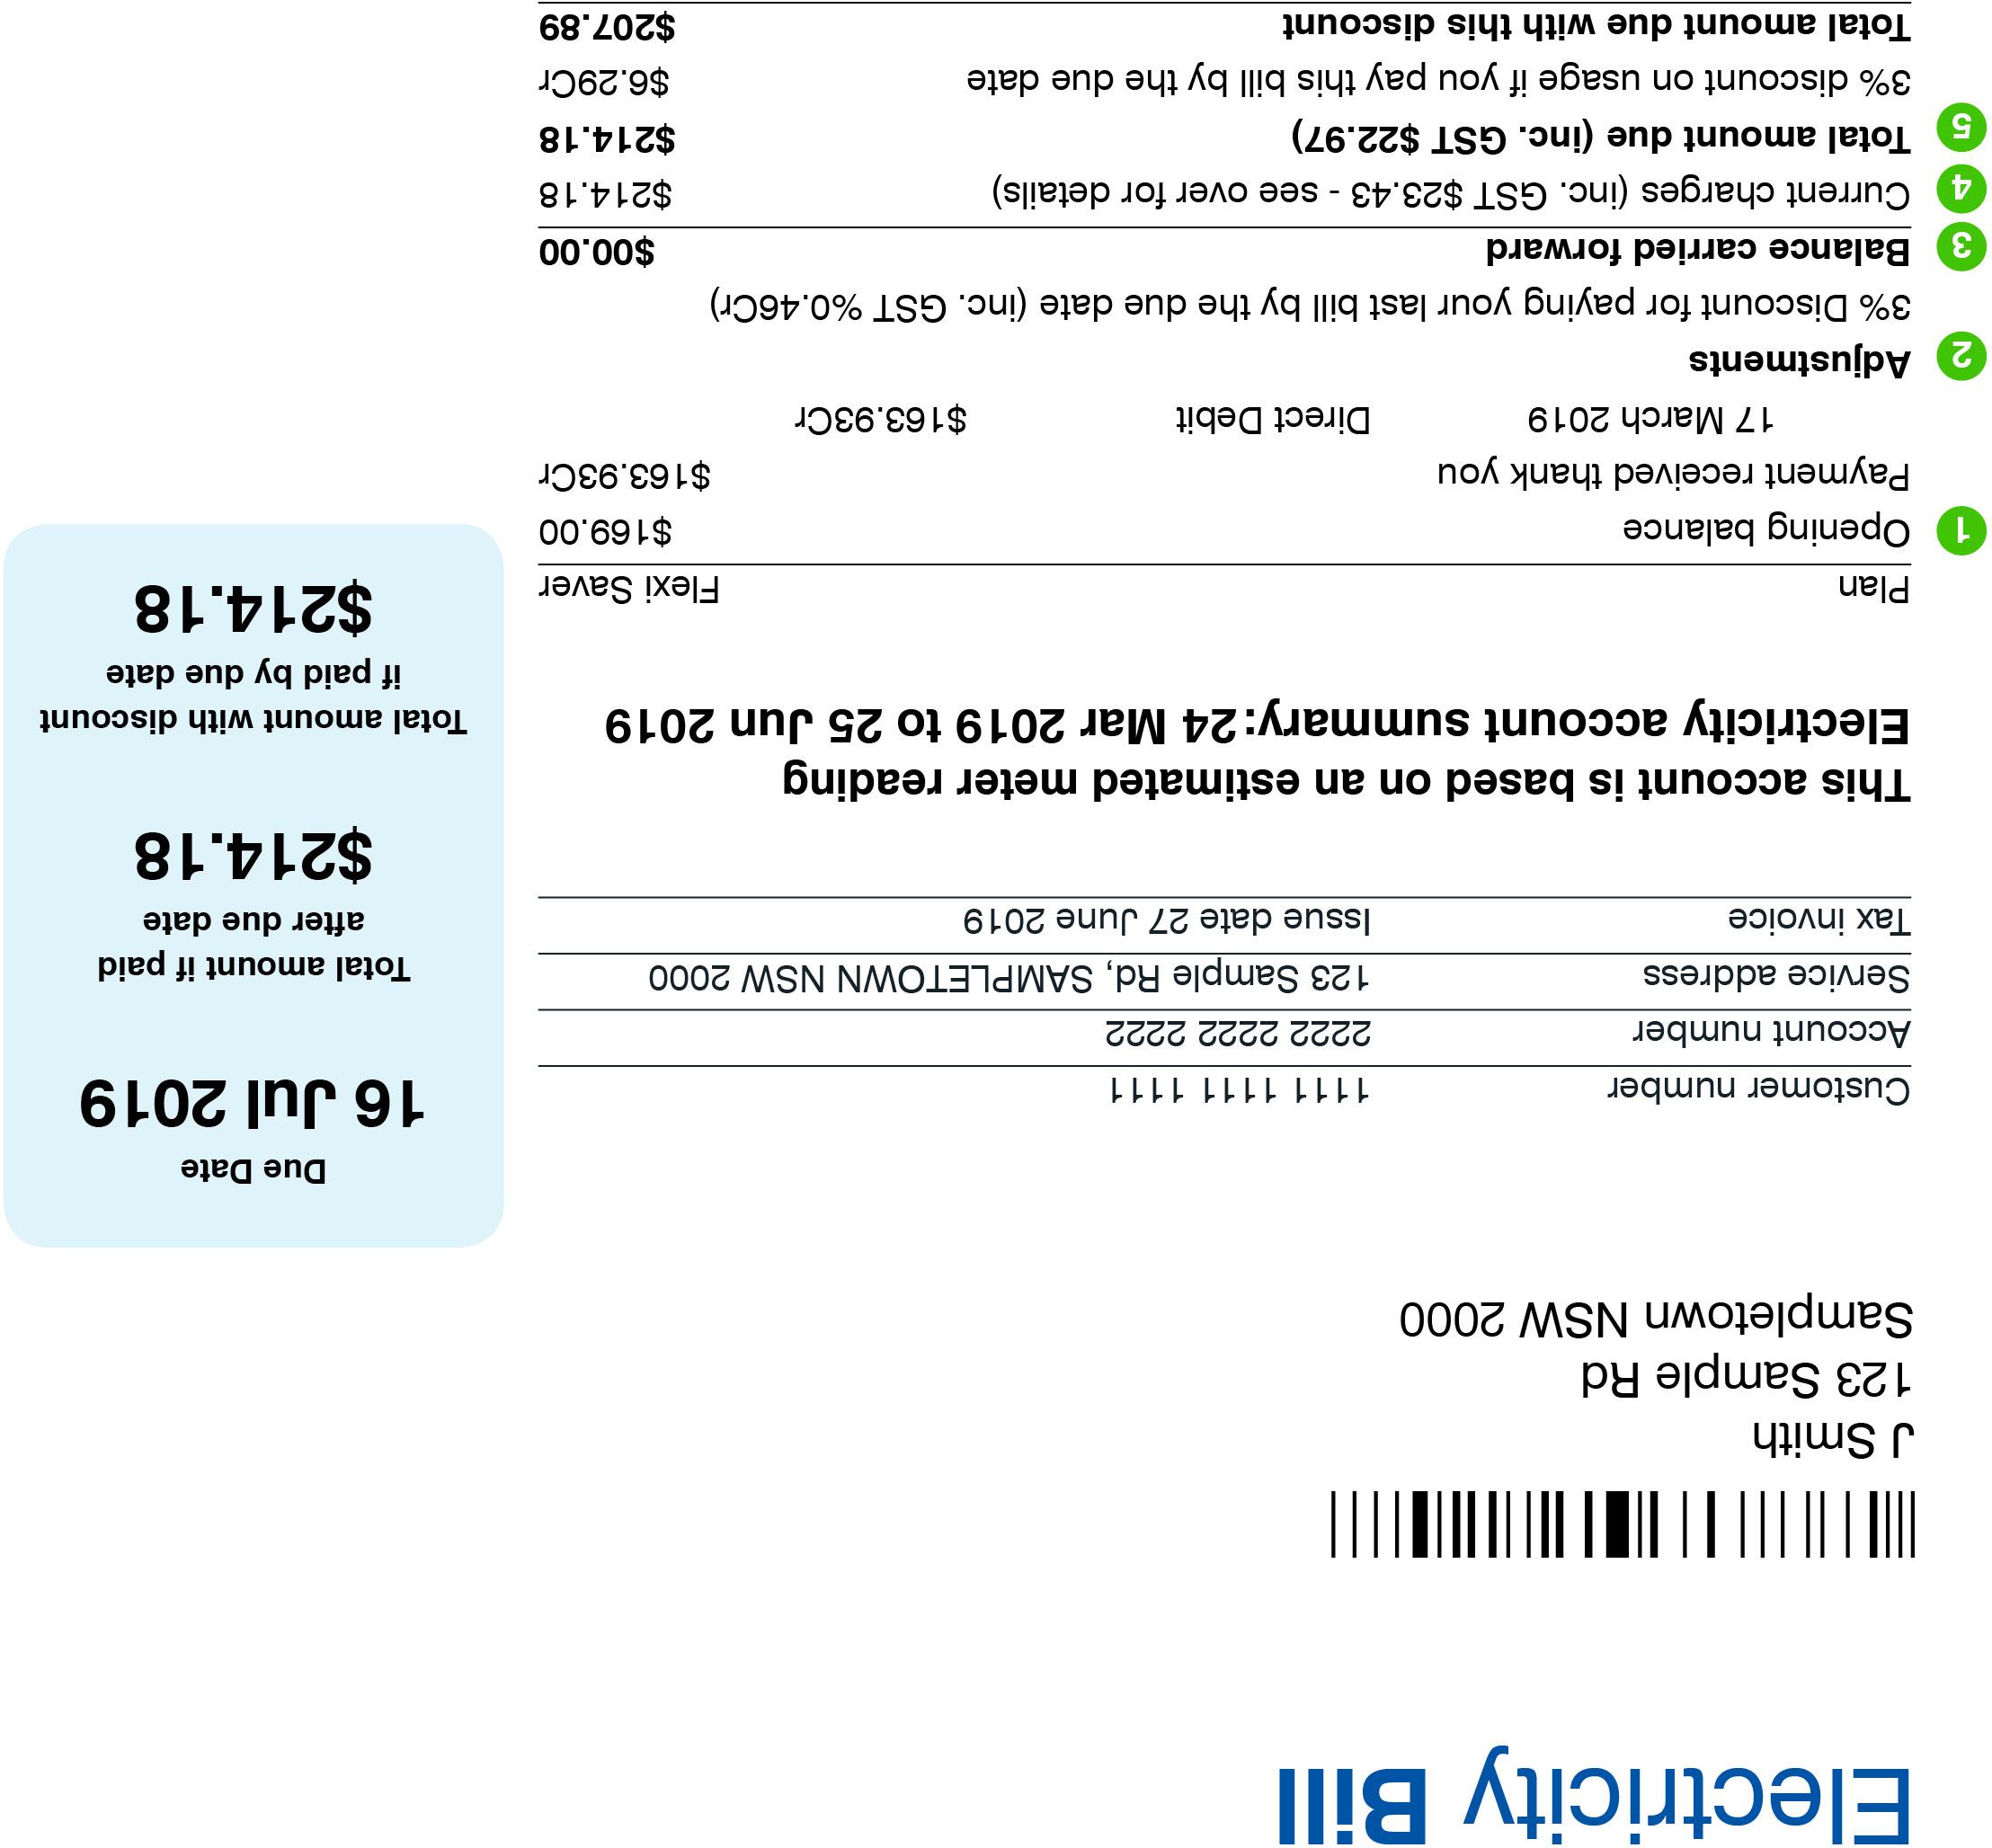 Electricity Bill
J Smith
123 Sample Rd
Sampletown NSW 2000
Due Date
16 Jul 2019
Total amount if paid
after due date
$214.18
Total amount with discount
if paid by due date
$214.18
Customer number 1111 1111 1111
Account number 2222 2222 2222
Service address 123 Sample Rd, SAMPLETOWN NSW 2000
Tax invoice Issue date 27 June 2019
This account is based on an estimated meter reading
Electricity account summary: 24 Mar 2019 to 25 Jun 2019
Plan Flexi Saver
1 Opening balance $169.00
Payment received thank you $163.93Cr
17 March 2019 Direct Debit $163.93Cr
2 Adjustments
3% Discount for paying your last bill by the due date (inc. GST %0.46Cr)
3 Balance carried forward $00.00
4 Current charges (inc. GST $23.43 - see over for details) $214.18
5 Total amount due (inc. GST $22.97) $214.18
3% discount on usage if you pay this bill by the due date $6.29Cr
Total amount due with this discount $207.89